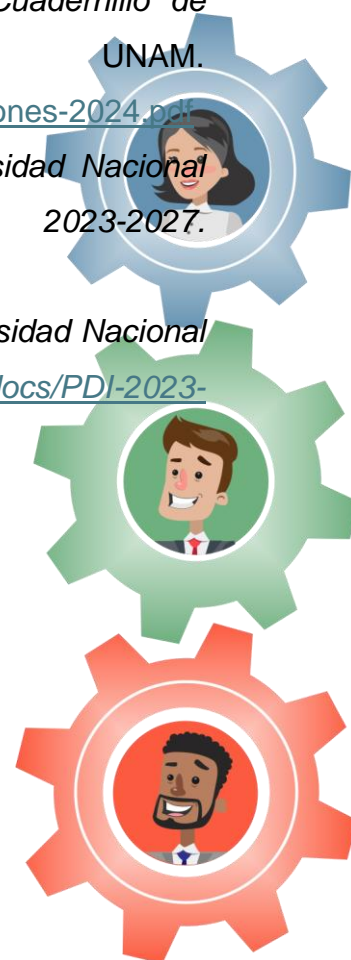 Cuadernillo de
UNAM.
ones-2024.pdf
sidad Nacional
2023-2027.
sidad Nacional
docs/PDI-2023-